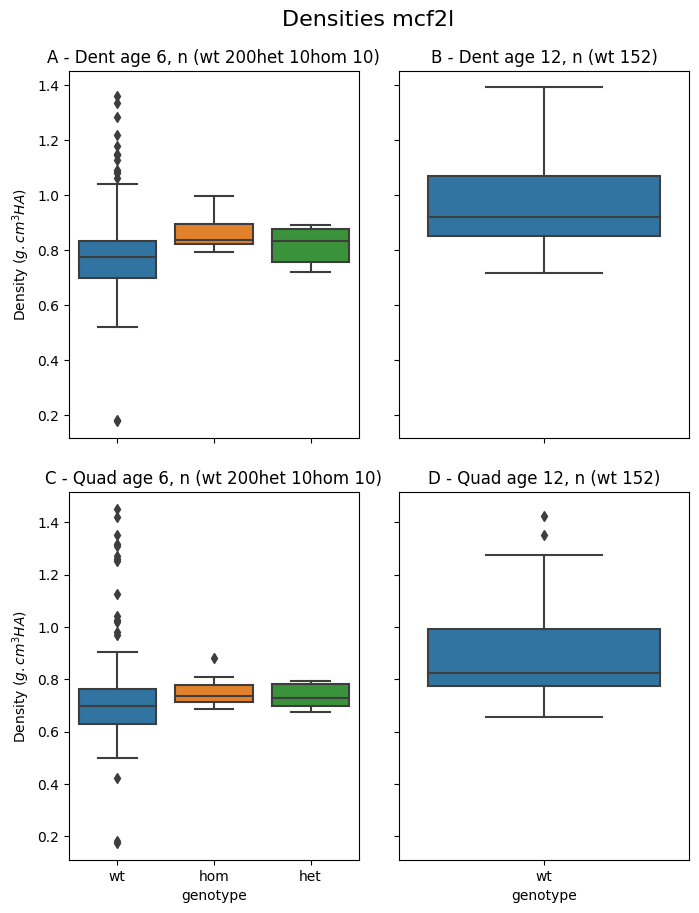 Densities mcf2l
A - Dent age 6, n (wt 200het 10hom 10)
B - Dent age 12, n (wt 152)
1.4
1.2
1.0
0.8
0.6
0.4
0.2
Density (g.cm³HA)
C - Quad age 6, n (wt 200het 10hom 10)
D - Quad age 12, n (wt 152)
1.4
1.2
1.0
0.8
0.6
0.4
0.2
Density (g.cm³HA)
wt hom het
genotype
wt
genotype